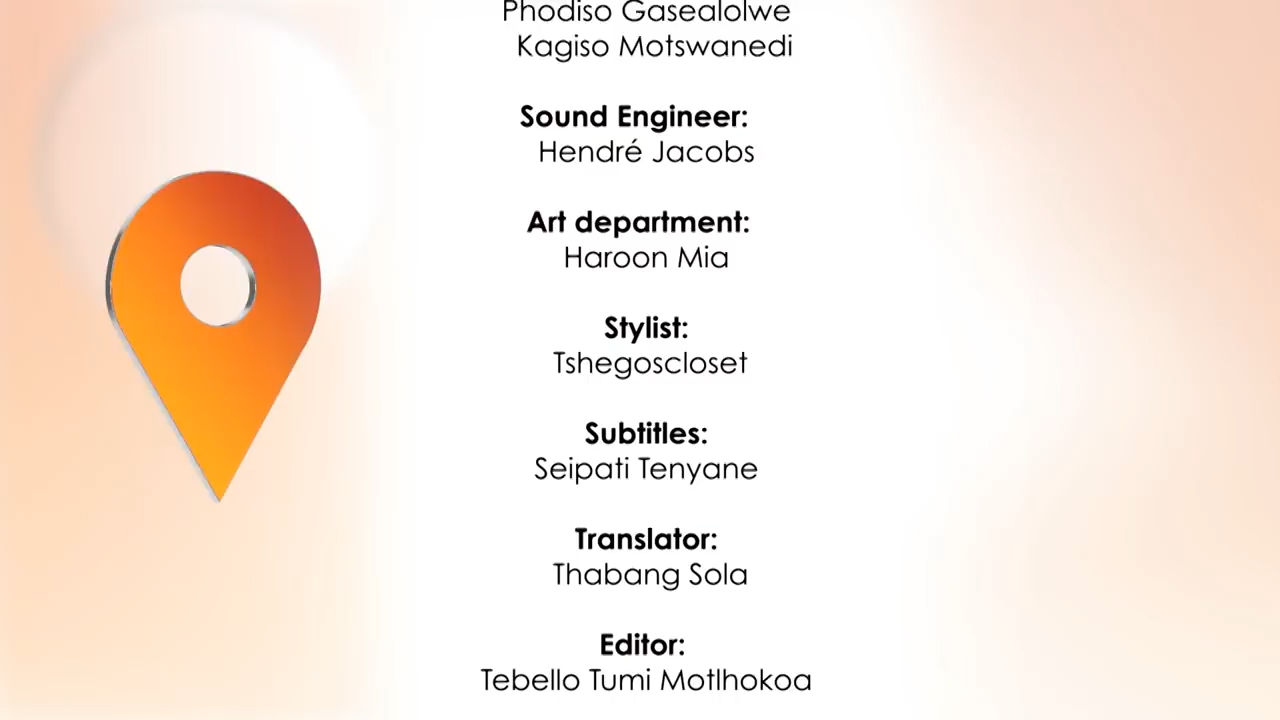 Phodiso Gasealolwe
Kagiso Motswanedi
Sound Engineer:
Hendré Jacobs
Art department:
Haroon Mia
Stylist:
Tshegoscloset
Subtitles:
Seipati Tenyane
Translator:
Thabang Sola
Editor:
Tebello Tumi Motlhokoa